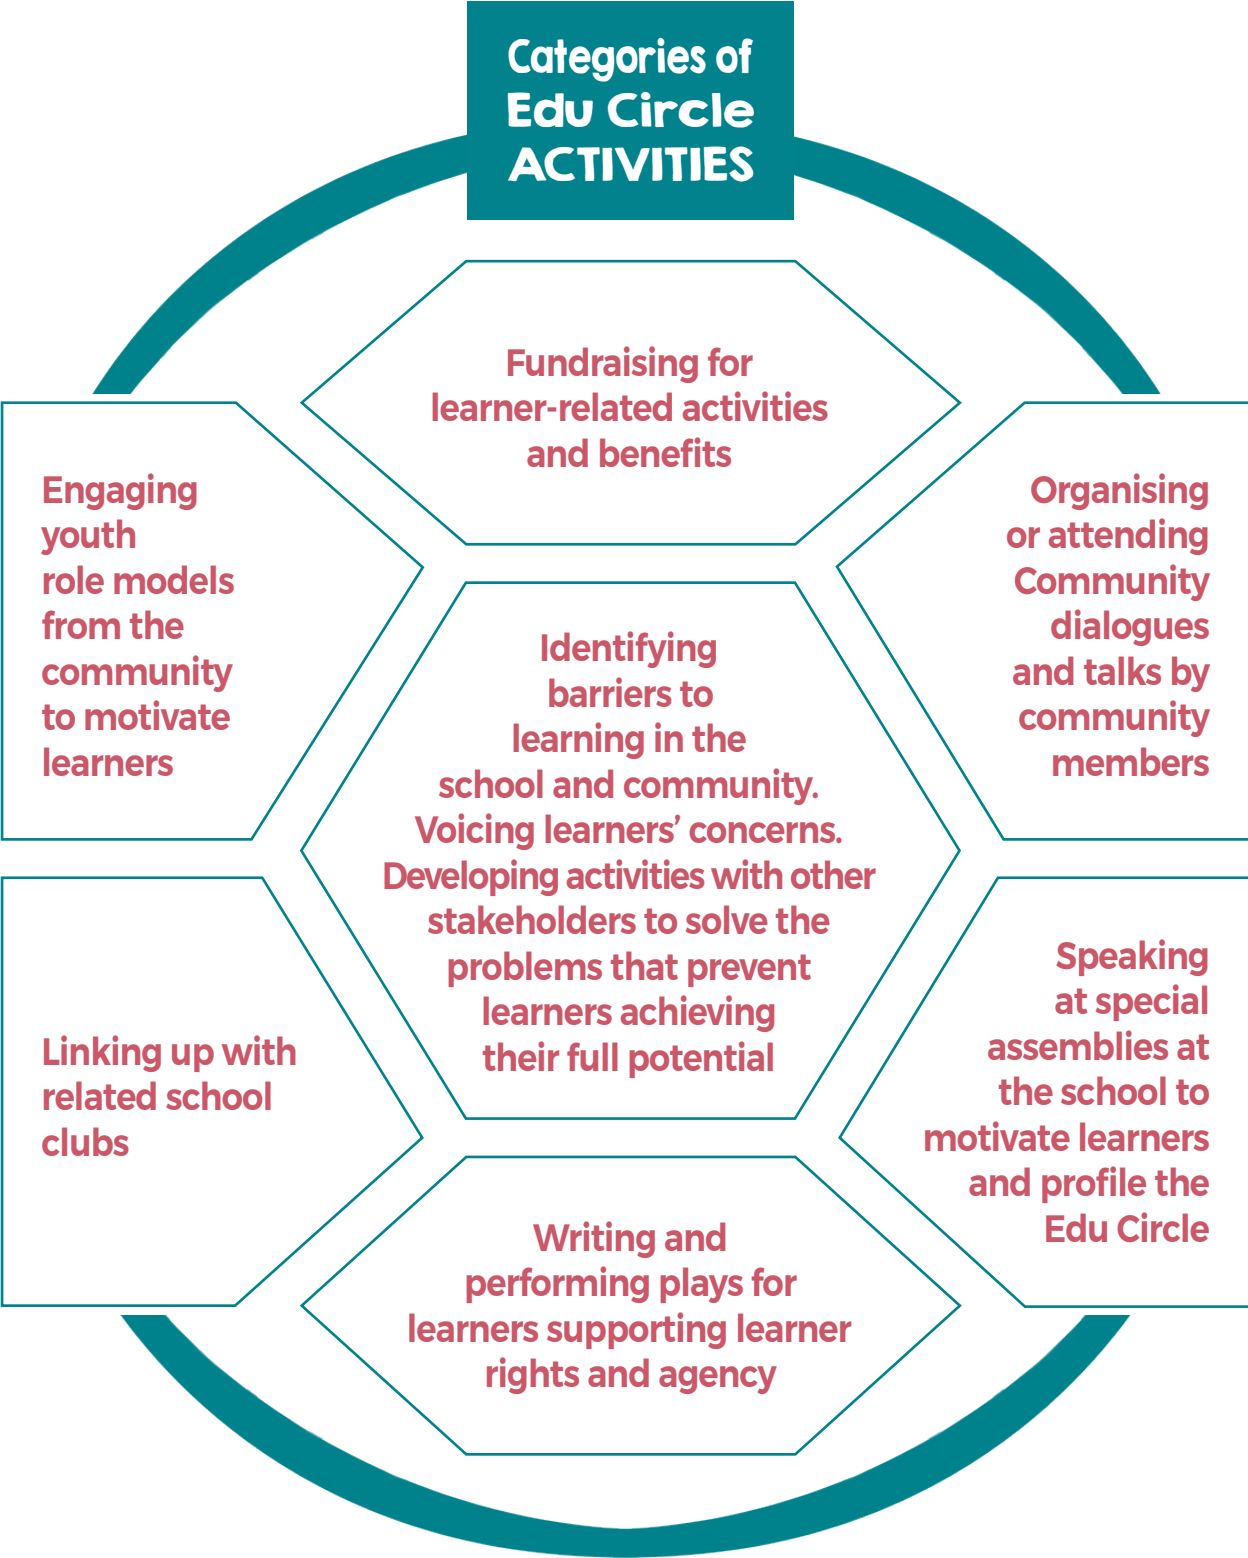 Categories of
Edu Circle
ACTIVITIES
Fundraising for
learner-related activities
and benefits
Engaging
youth
role models
from the
community
to motivate
learners
Organising
or attending
Community
dialogues
and talks by
community
members
Identifying
barriers to
learning in the
school and community.
Voicing learners’ concerns.
Developing activities with other
stakeholders to solve the
problems that prevent
learners achieving
their full potential
Linking up with
related school
clubs
Speaking
at special
assemblies at
the school to
motivate learners
and profile the
Edu Circle
Writing and
performing plays for
learners supporting learner
rights and agency